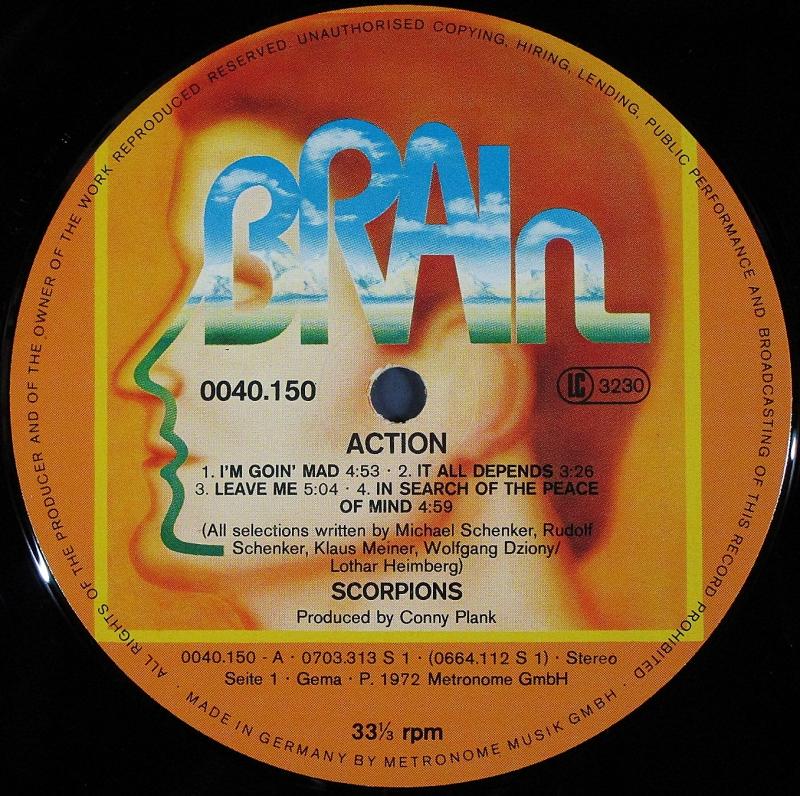 ALL RIGHTS OF THE PRODUCER AND OF THE OWNER OF THE WORK REPRODUCED RESERVED. UNAUTHORISED COPYING, HIRING, LENDING, PUBLIC PERFORMANCE AND BROADCASTING OF THIS RECORD PROHIBITED · MADE IN GERMANY BY METRONOME MUSIK GMBH ·
BRAIn
0040.150
LC 3230
ACTION
1. I'M GOIN' MAD 4:53 · 2. IT ALL DEPENDS 3:26
3. LEAVE ME 5:04 · 4. IN SEARCH OF THE PEACE
OF MIND 4:59
(All selections written by Michael Schenker, Rudolf
Schenker, Klaus Meiner, Wolfgang Dziony/
Lothar Heimberg)
SCORPIONS
Produced by Conny Plank
0040.150 - A · 0703.313 S 1 · (0664.112 S 1) · Stereo
Seite 1 · Gema · P. 1972 Metronome GmbH
33⅓ rpm